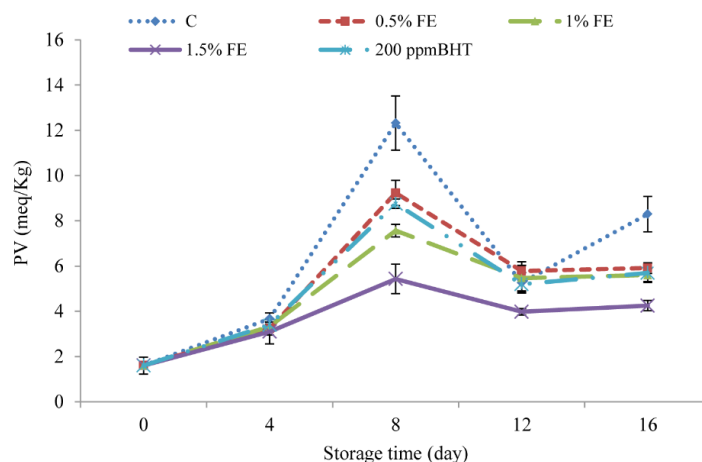 C
0.5% FE
1% FE
1.5% FE
200 ppmBHT
PV (meq/Kg)
16
14
12
10
8
6
4
2
0
0 4 8 12 16
Storage time (day)